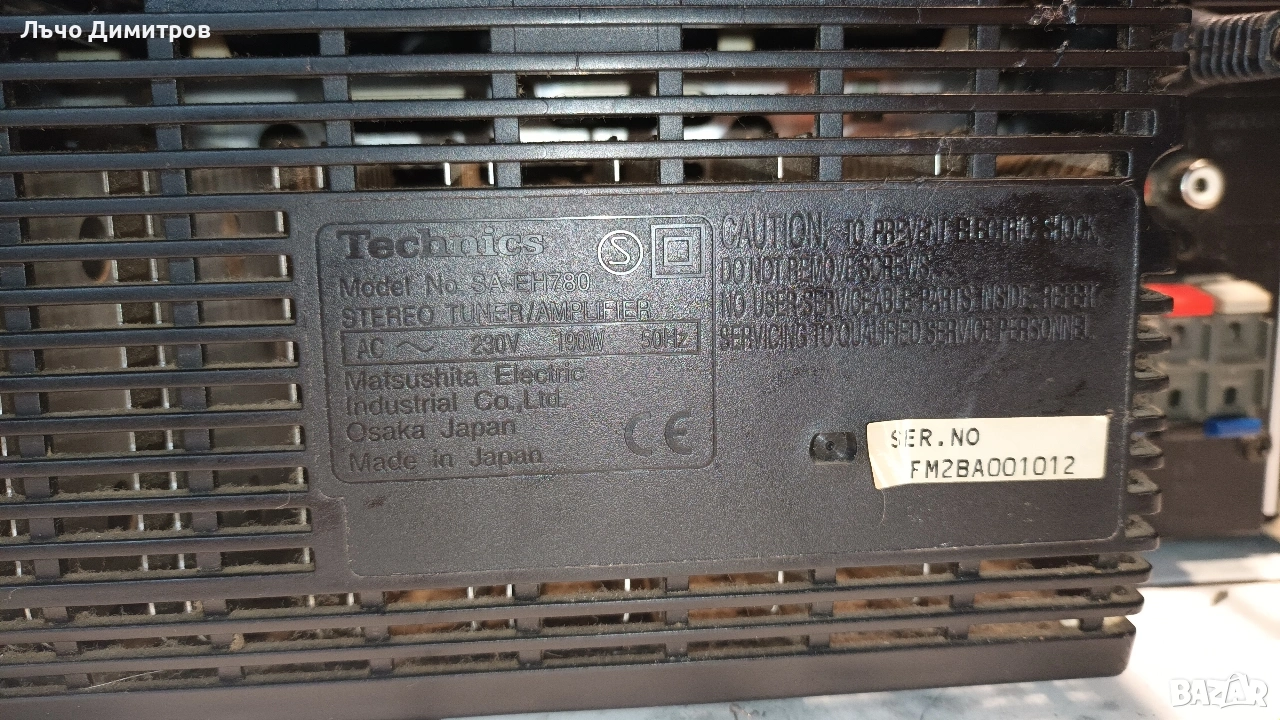 Лъчо Димитров
Technics
Model No. SA-EH780
STEREO TUNER/AMPLIFIER
AC 230V 190W 50Hz
Matsushita Electric
Industrial Co.,Ltd.
Osaka Japan
Made in Japan
S
CE
CAUTION: TO PREVENT ELECTRIC SHOCK,
DO NOT REMOVE SCREWS.
NO USER SERVICEABLE PARTS INSIDE. REFER
SERVICING TO QUALIFIED SERVICE PERSONNEL.
SER.NO
FM2BA001012
BAZAR